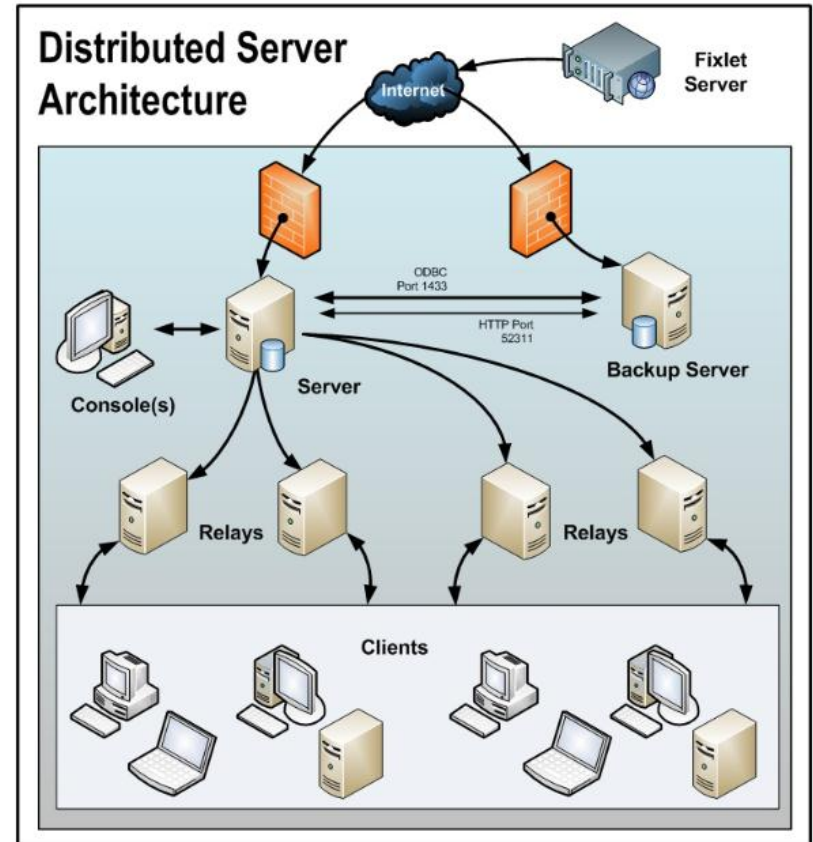 Distributed Server
Architecture
Internet
Fixlet
Server
ODBC
Port 1433
HTTP Port
52311
Console(s)
Server
Backup Server
Relays
Relays
Clients